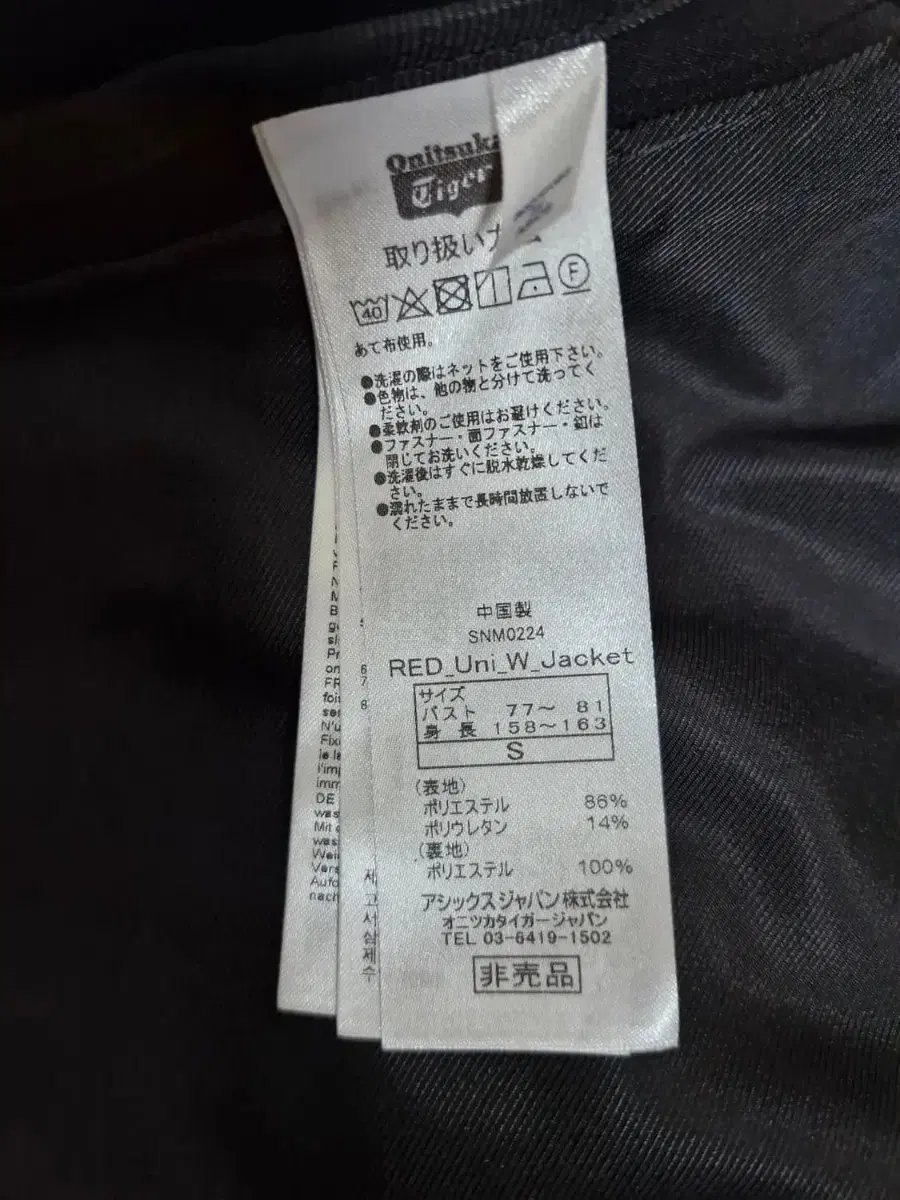 Onitsuka
Tiger
取り扱い
40
F
あて布使用。
●洗濯の際はネットをご使用下さい。
●色物は、他の物と分けて洗ってく
ださい。
●柔軟剤のご使用はお避けください。
●ファスナー・面ファスナー・釦は
閉じてお洗いください。
●洗濯後はすぐに脱水乾燥してくだ
さい。
●濡れたままで長時間放置しないで
ください。
中国製
SNM0224
RED_Uni_W_Jacket
サイズ
バスト 77～ 81
身長 158～163
S
(表地)
ポリエステル 86%
ポリウレタン 14%
(裏地)
ポリエステル 100%
アシックスジャパン株式会社
オニツカタイガージャパン
TEL 03-6419-1502
非売品